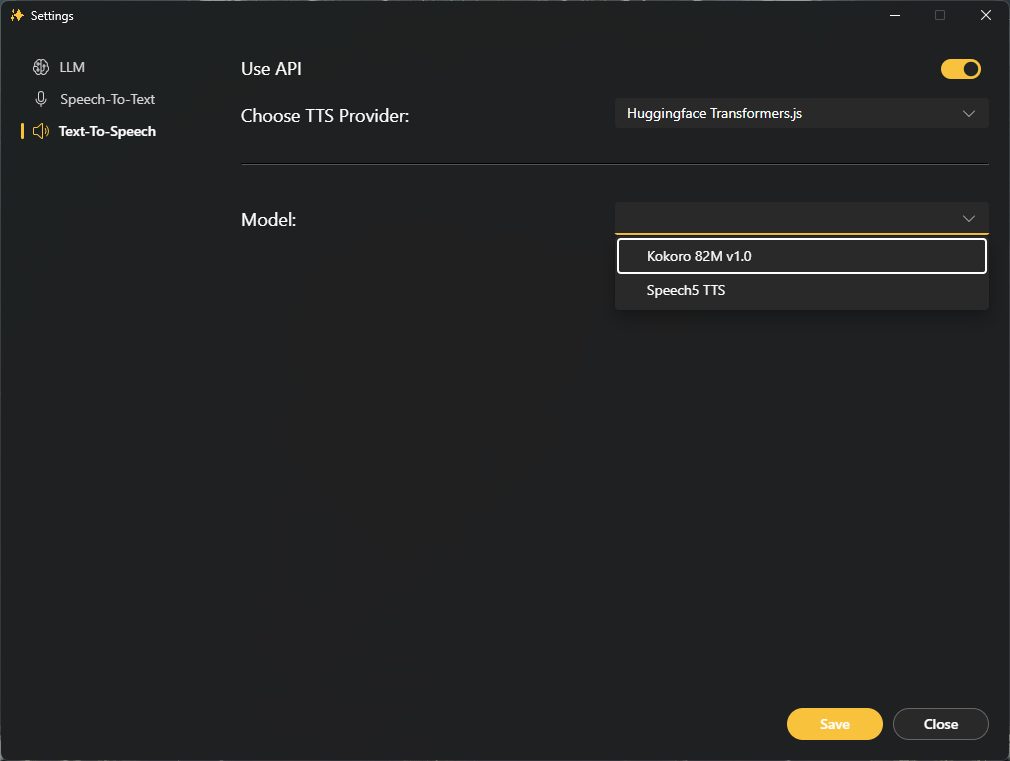 Settings
LLM
Speech-To-Text
Text-To-Speech
Use API
Choose TTS Provider:
Huggingface Transformers.js
Model:
Kokoro 82M v1.0
Speech5 TTS
Save
Close